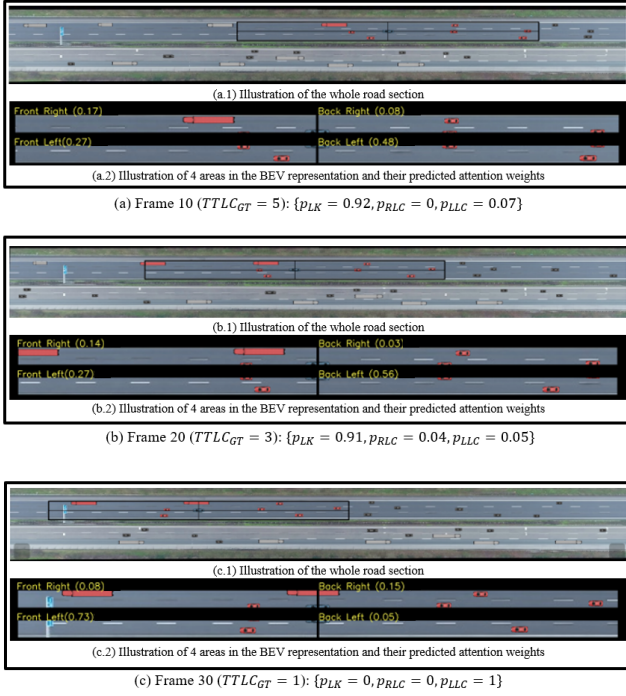 (a.1) Illustration of the whole road section
Front Right (0.17) Back Right (0.08)
Front Left(0.27) Back Left (0.48)
(a.2) Illustration of 4 areas in the BEV representation and their predicted attention weights
(a) Frame 10 (TTLC_GT = 5): {p_LK = 0.92, p_RLC = 0, p_LLC = 0.07}
(b.1) Illustration of the whole road section
Front Right (0.14) Back Right (0.03)
Front Left(0.27) Back Left (0.56)
(b.2) Illustration of 4 areas in the BEV representation and their predicted attention weights
(b) Frame 20 (TTLC_GT = 3): {p_LK = 0.91, p_RLC = 0.04, p_LLC = 0.05}
(c.1) Illustration of the whole road section
Front Right (0.08) Back Right (0.15)
Front Left(0.73) Back Left (0.05)
(c.2) Illustration of 4 areas in the BEV representation and their predicted attention weights
(c) Frame 30 (TTLC_GT = 1): {p_LK = 0, p_RLC = 0, p_LLC = 1}